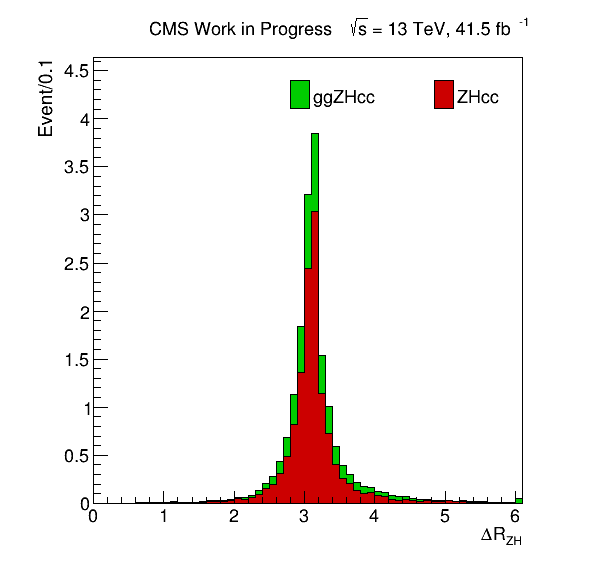 CMS Work in Progress √s = 13 TeV, 41.5 fb⁻¹
Event/0.1
ggZHcc ZHcc
4.5
4
3.5
3
2.5
2
1.5
1
0.5
0
0 1 2 3 4 5 6
ΔR_ZH